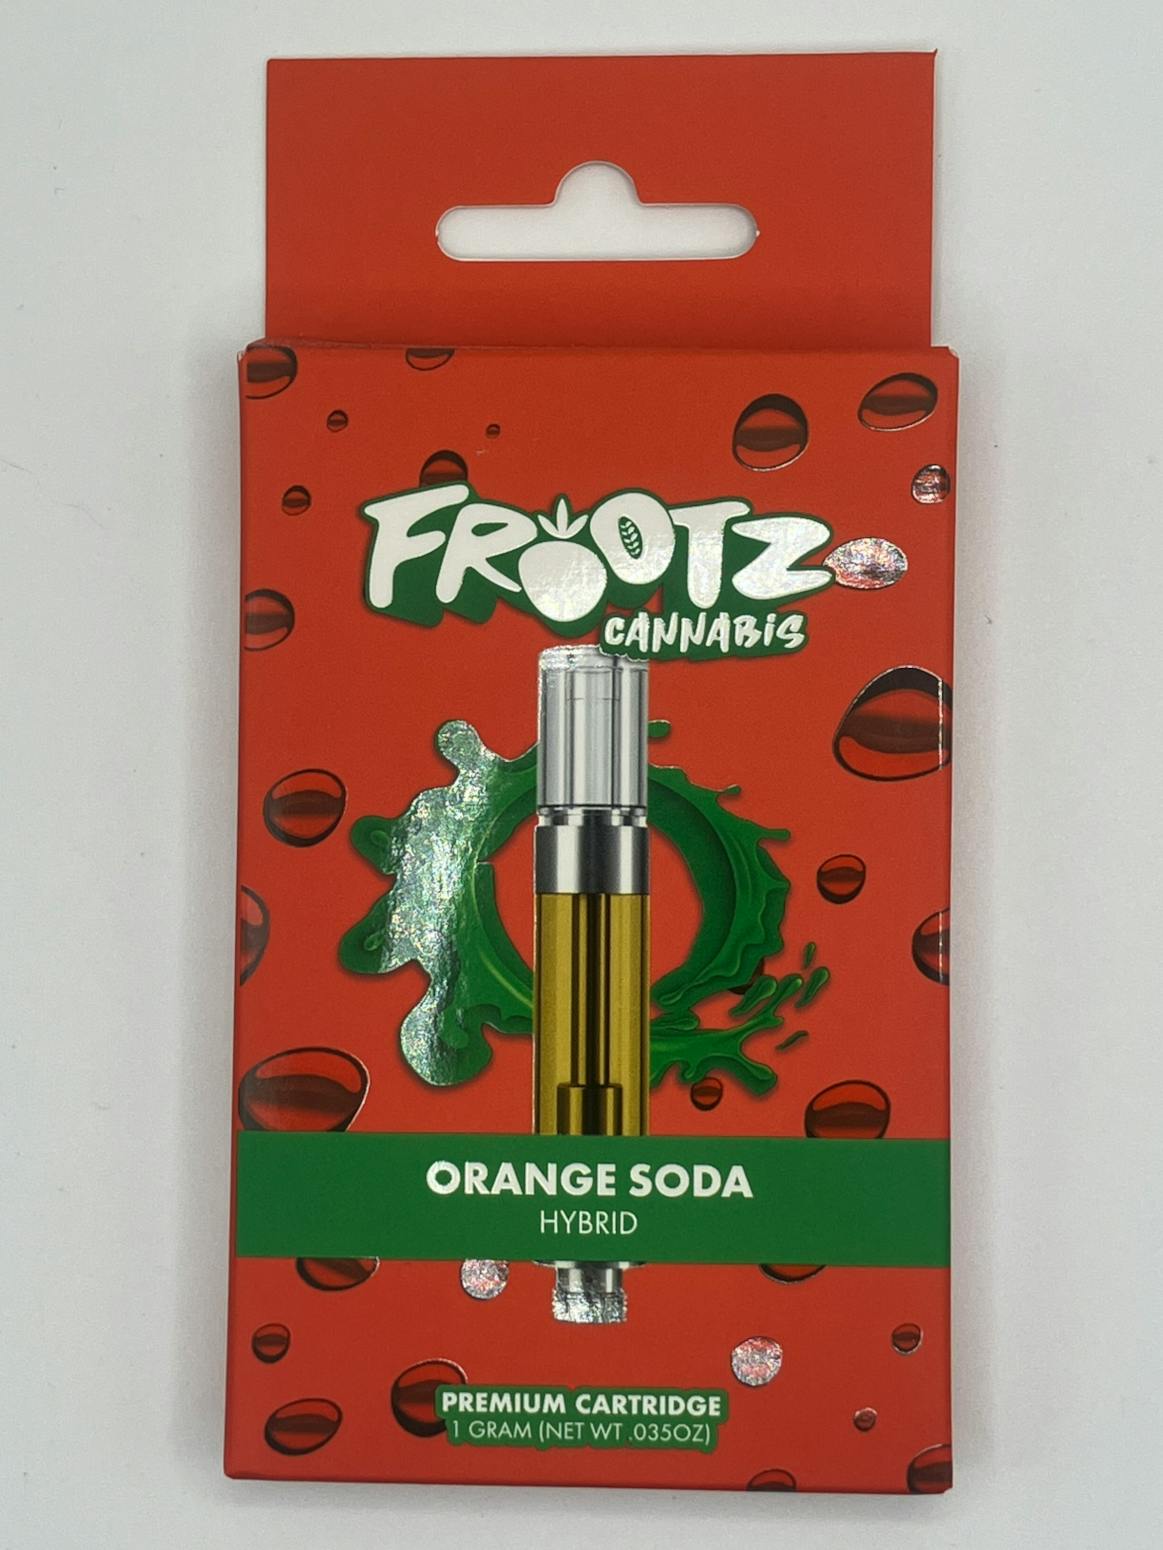 FROOTZ
CANNABIS
ORANGE SODA
HYBRID
PREMIUM CARTRIDGE
1 GRAM (NET WT .035OZ)